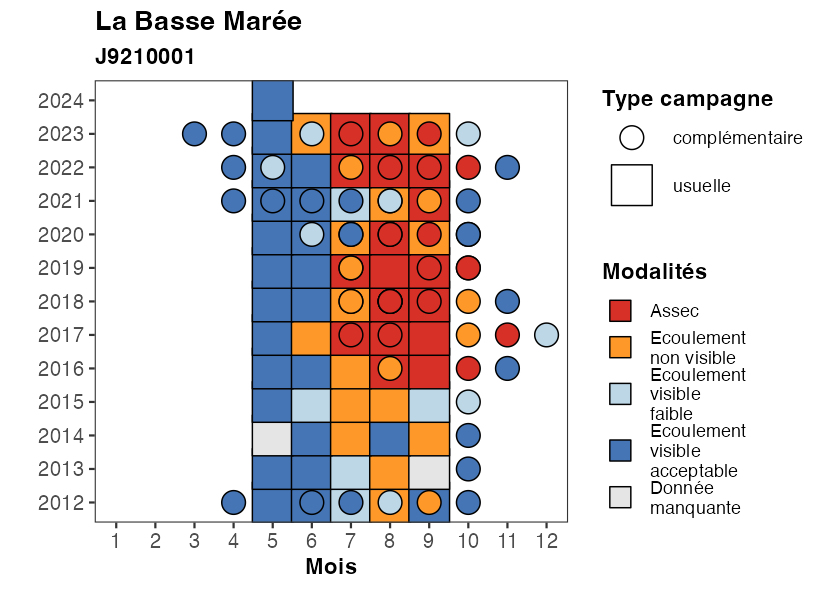 La Basse Marée
J9210001
2024
2023
2022
2021
2020
2019
2018
2017
2016
2015
2014
2013
2012
1 2 3 4 5 6 7 8 9 10 11 12
Mois
Type campagne
complémentaire
usuelle
Modalités
Assec
Ecoulement
non visible
Ecoulement
visible
faible
Ecoulement
visible
acceptable
Donnée
manquante